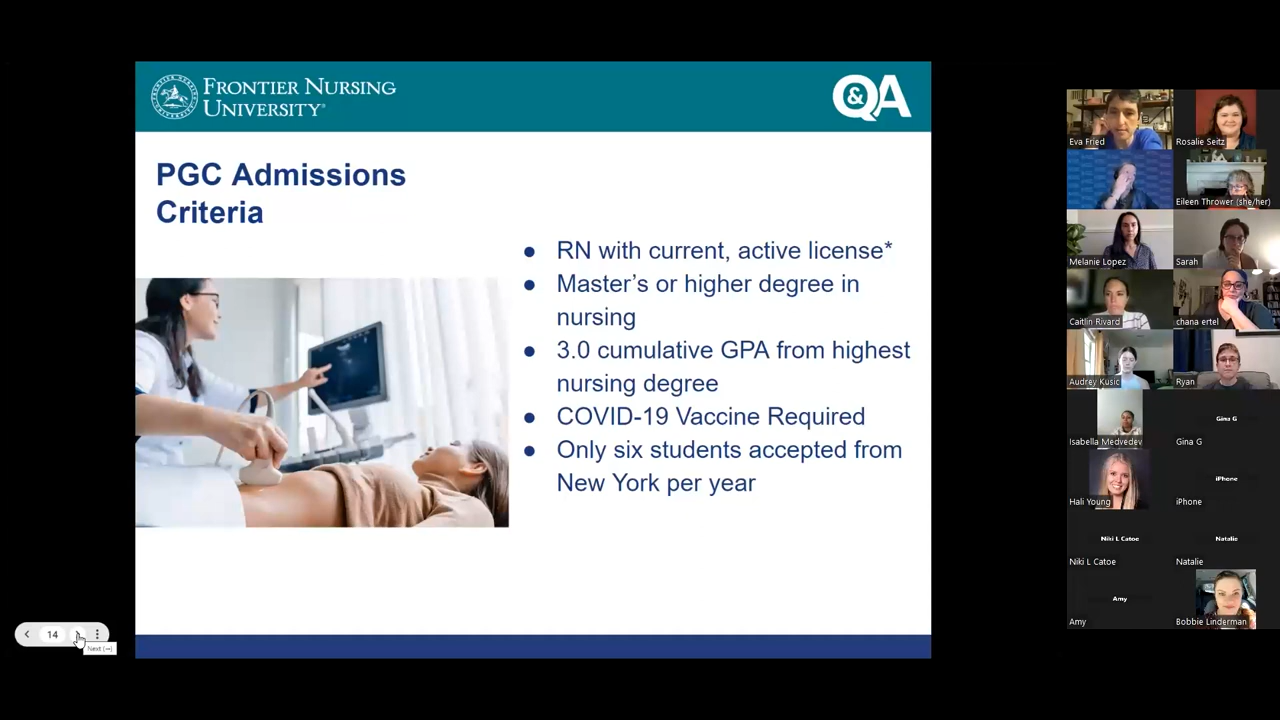 FRONTIER NURSING
UNIVERSITY®
Q&A
PGC Admissions
Criteria
● RN with current, active license*
● Master's or higher degree in
nursing
● 3.0 cumulative GPA from highest
nursing degree
● COVID-19 Vaccine Required
● Only six students accepted from
New York per year
14
Next (→)
Eva Fried
Rosalie Seitz
Eileen Thrower (she/her)
Melanie Lopez
Sarah
Caitlin Rivard
chana ertel
Audrey Kusic
Ryan
Isabella Medvedev
Gina G
Gina G
Hali Young
iPhone
iPhone
Niki L Catoe
Natalie
Niki L Catoe
Natalie
Amy
Amy
Bobbie Linderman